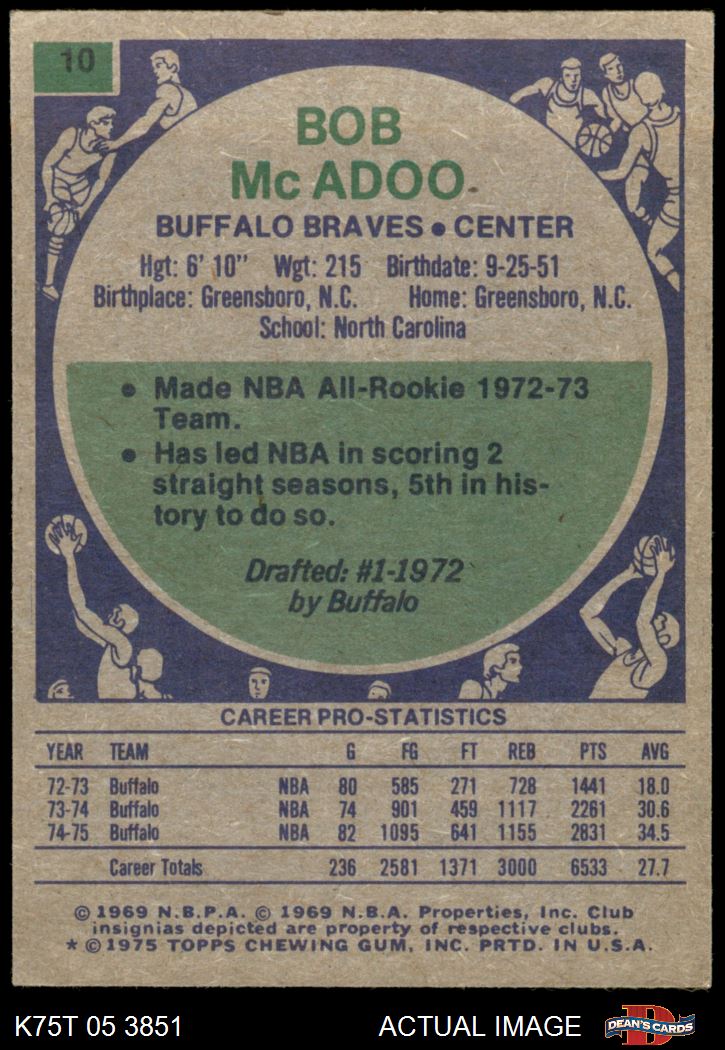 10
BOB
Mc ADOO
BUFFALO BRAVES • CENTER
Hgt: 6' 10" Wgt: 215 Birthdate: 9-25-51
Birthplace: Greensboro, N.C. Home: Greensboro, N.C.
School: North Carolina
• Made NBA All-Rookie 1972-73
Team.
• Has led NBA in scoring 2
straight seasons, 5th in his-
tory to do so.
Drafted: #1-1972
by Buffalo
CAREER PRO-STATISTICS
YEAR TEAM G FG FT REB PTS AVG
72-73 Buffalo NBA 80 585 271 728 1441 18.0
73-74 Buffalo NBA 74 901 459 1117 2261 30.6
74-75 Buffalo NBA 82 1095 641 1155 2831 34.5
Career Totals 236 2581 1371 3000 6533 27.7
© 1969 N.B.P.A. © 1969 N.B.A. Properties, Inc. Club
insignias depicted are property of respective clubs.
* © 1975 TOPPS CHEWING GUM, INC. PRTD. IN U.S.A.
K75T 05 3851 ACTUAL IMAGE D DEAN'S CARDS